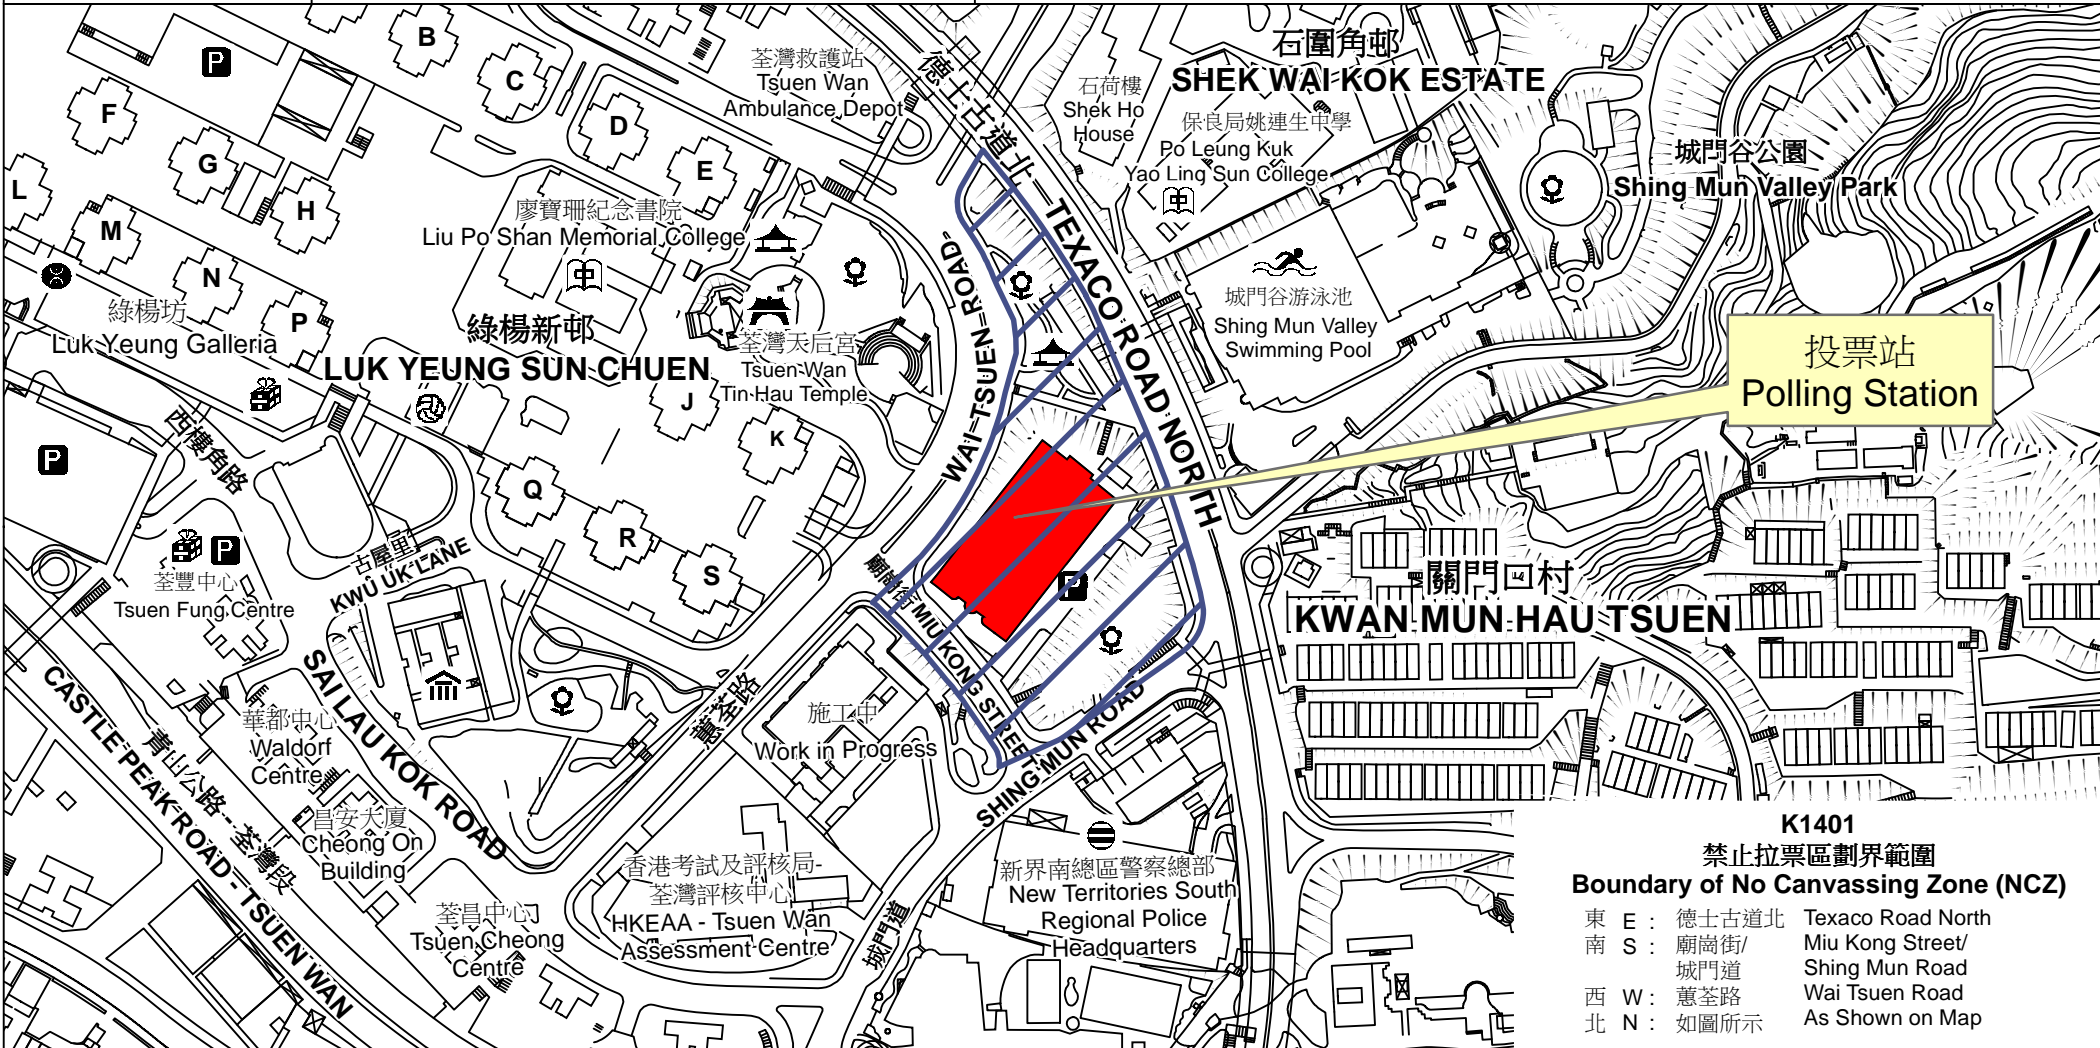 B
C
D
E
F
G
H
L
M
N
P
J
K
Q
R
S
P
P
P
P
荃灣救護站
Tsuen Wan
Ambulance Depot
德士古道北
TEXACO ROAD NORTH
石圍角邨
SHEK WAI KOK ESTATE
石荷樓
Shek Ho
House
保良局姚連生中學
Po Leung Kuk
Yao Ling Sun College
中
城門谷公園
Shing Mun Valley Park
廖寶珊紀念書院
Liu Po Shan Memorial College
中
WAI TSUEN ROAD
城門谷游泳池
Shing Mun Valley
Swimming Pool
綠楊坊
Luk Yeung Galleria
綠楊新邨
LUK YEUNG SUN CHUEN
荃灣天后宮
Tsuen Wan
Tin Hau Temple
投票站
Polling Station
西樓角路
古屋里
KWU UK LANE
荃豐中心
Tsuen Fung Centre
廟崗街
MIU KONG STREET
關門口村
KWAN MUN HAU TSUEN
SAI LAU KOK ROAD
CASTLE PEAK ROAD - TSUEN WAN
青山公路 - 荃灣段
華都中心
Waldorf
Centre
蕙荃路
施工中
Work in Progress
SHING MUN ROAD
昌安大廈
Cheong On
Building
香港考試及評核局-
荃灣評核中心
HKEAA - Tsuen Wan
Assessment Centre
新界南總區警察總部
New Territories South
Regional Police
Headquarters
荃昌中心
Tsuen Cheong
Centre
城門道
K1401
禁止拉票區劃界範圍
Boundary of No Canvassing Zone (NCZ)
東 E : 德士古道北 Texaco Road North
南 S : 廟崗街/ Miu Kong Street/
城門道 Shing Mun Road
西 W : 蕙荃路 Wai Tsuen Road
北 N : 如圖所示 As Shown on Map